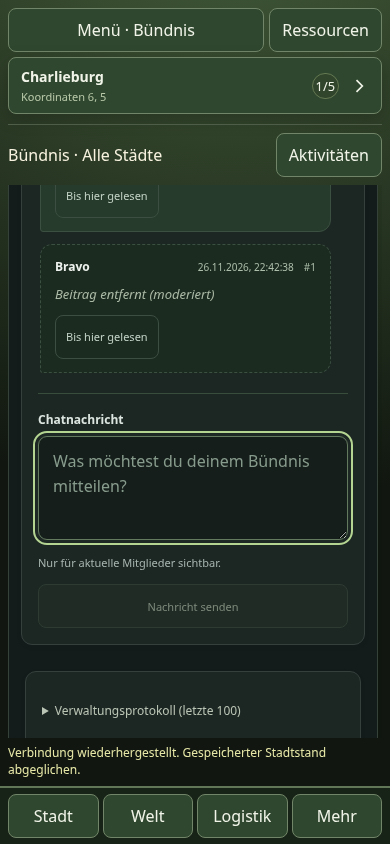 Menü · Bündnis
Ressourcen
Charlieburg
Koordinaten 6, 5
1/5
Bündnis · Alle Städte
Aktivitäten
Bis hier gelesen
Bravo
26.11.2026, 22:42:38 #1
Beitrag entfernt (moderiert)
Bis hier gelesen
Chatnachricht
Was möchtest du deinem Bündnis
mitteilen?
Nur für aktuelle Mitglieder sichtbar.
Nachricht senden
Verwaltungsprotokoll (letzte 100)
Verbindung wiederhergestellt. Gespeicherter Stadtstand
abgeglichen.
Stadt
Welt
Logistik
Mehr